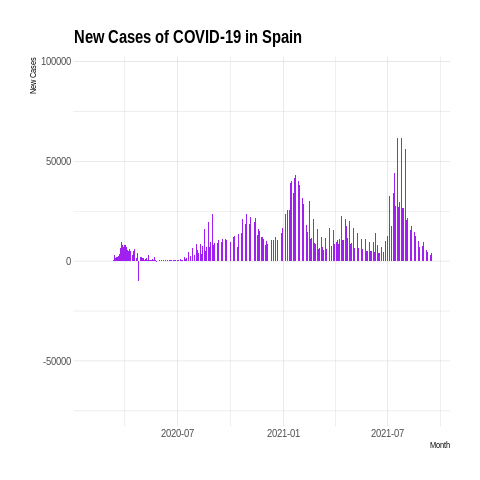 New Cases of COVID-19 in Spain
New Cases
100000
50000
0
-50000
2020-07
2021-01
2021-07
Month